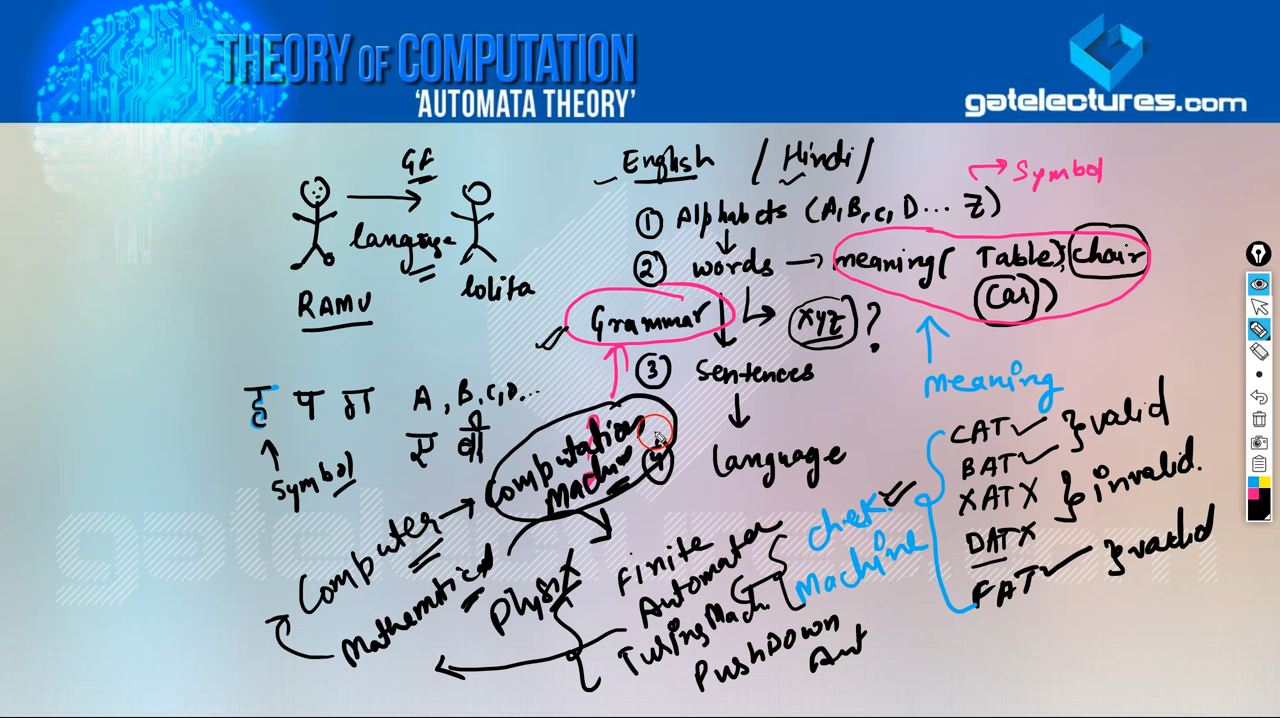 THEORY OF COMPUTATION
'AUTOMATA THEORY'
gatelectures.com
GF
language
RAMU
lolita
English / Hindi /
Symbol
① Alphabets (A, B, C, D... Z)
② words → meaning( Table, chair
Car)
Grammar
xyz ?
③ Sentences
④ language
meaning
ह प ग A, B, C, D...
Symbol
Computation
Machine
Computer
Mathematical
Physix
Finite
Automata
Turing Mach.
PushDown
Aut
Chek
Machine
CAT ✓ } valid
BAT ✓
XAT X } invalid.
DAT X
FAT ✓ } valid